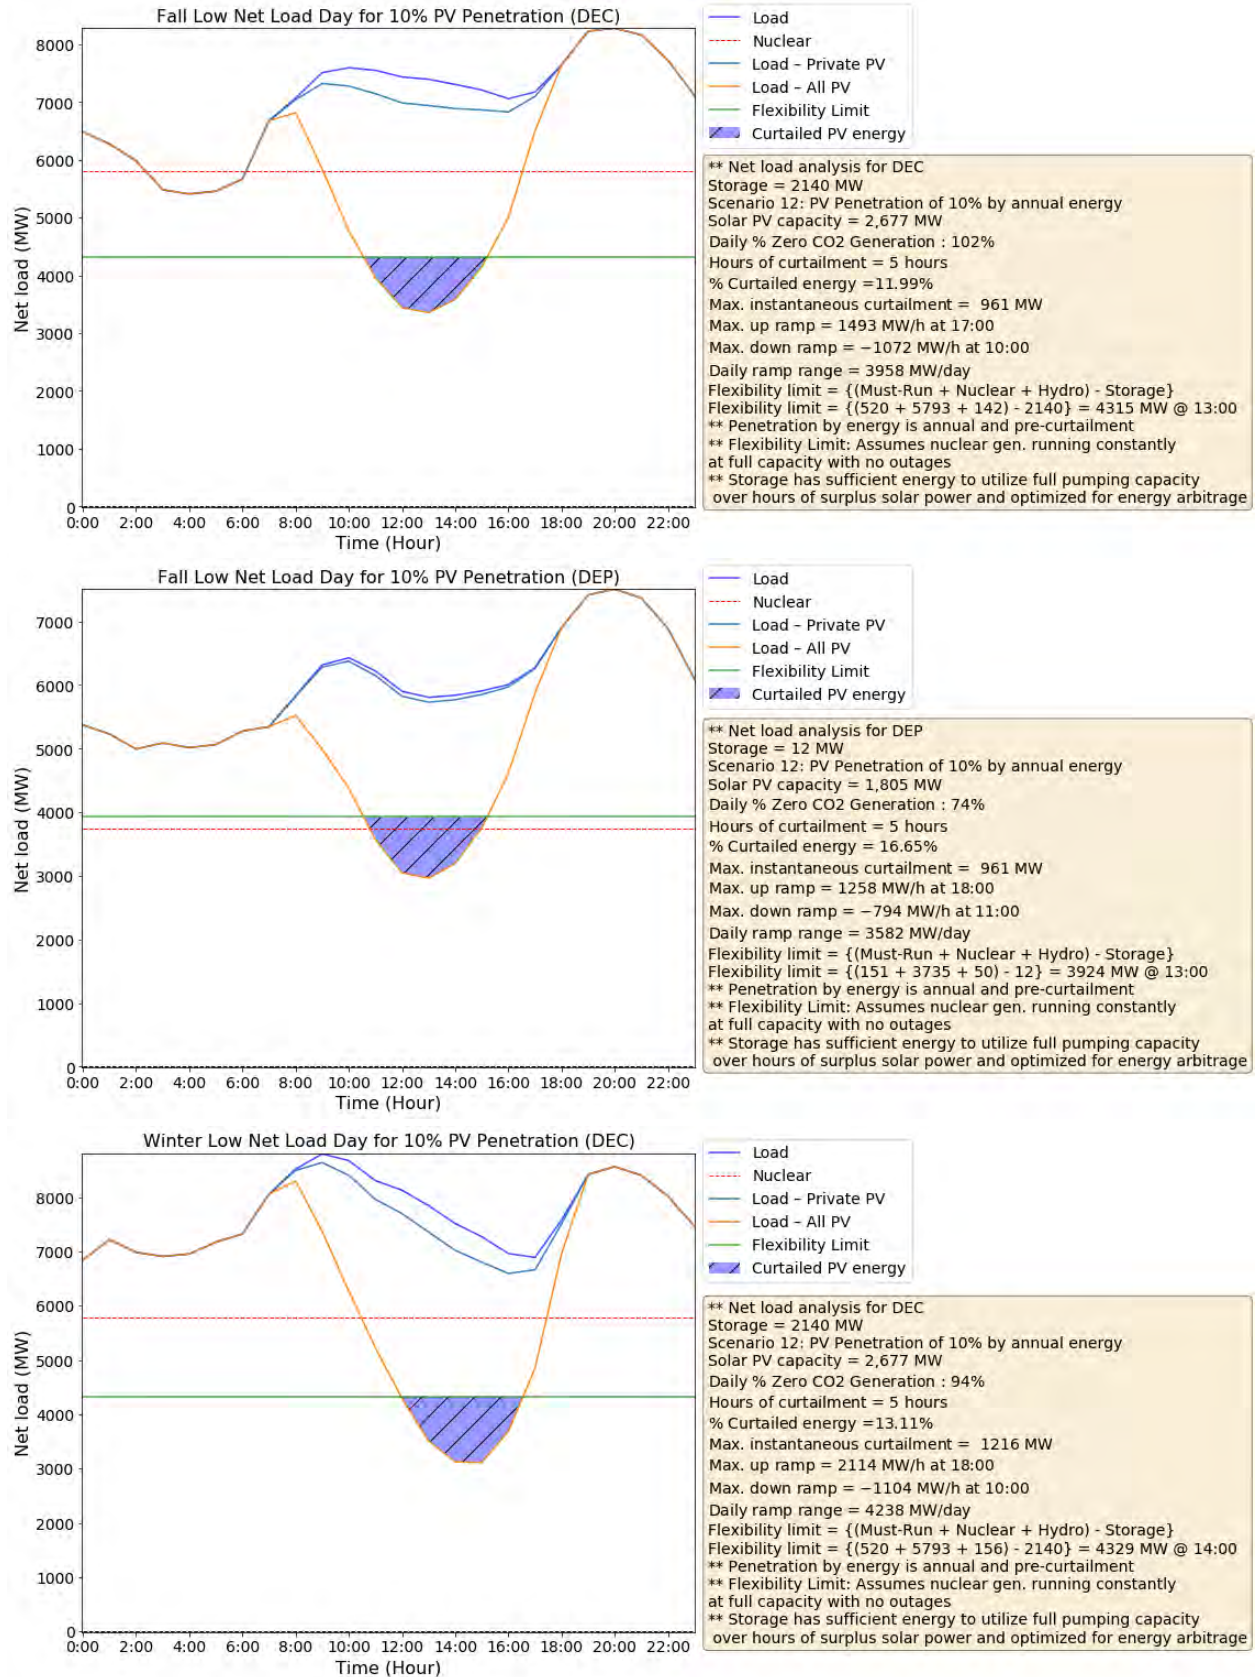 Fall Low Net Load Day for 10% PV Penetration (DEC)
Net load (MW)
8000
7000
6000
5000
4000
3000
2000
1000
0
0:00 2:00 4:00 6:00 8:00 10:00 12:00 14:00 16:00 18:00 20:00 22:00
Time (Hour)
Load
Nuclear
Load – Private PV
Load – All PV
Flexibility Limit
Curtailed PV energy
** Net load analysis for DEC
Storage = 2140 MW
Scenario 12: PV Penetration of 10% by annual energy
Solar PV capacity = 2,677 MW
Daily % Zero CO2 Generation : 102%
Hours of curtailment = 5 hours
% Curtailed energy =11.99%
Max. instantaneous curtailment =  961 MW
Max. up ramp = 1493 MW/h at 17:00
Max. down ramp = −1072 MW/h at 10:00
Daily ramp range = 3958 MW/day
Flexibility limit = {(Must-Run + Nuclear + Hydro) - Storage}
Flexibility limit = {(520 + 5793 + 142) - 2140} = 4315 MW @ 13:00
** Penetration by energy is annual and pre-curtailment
** Flexibility Limit: Assumes nuclear gen. running constantly
at full capacity with no outages
** Storage has sufficient energy to utilize full pumping capacity
over hours of surplus solar power and optimized for energy arbitrage
Fall Low Net Load Day for 10% PV Penetration (DEP)
Net load (MW)
7000
6000
5000
4000
3000
2000
1000
0
0:00 2:00 4:00 6:00 8:00 10:00 12:00 14:00 16:00 18:00 20:00 22:00
Time (Hour)
Load
Nuclear
Load – Private PV
Load – All PV
Flexibility Limit
Curtailed PV energy
** Net load analysis for DEP
Storage = 12 MW
Scenario 12: PV Penetration of 10% by annual energy
Solar PV capacity = 1,805 MW
Daily % Zero CO2 Generation : 74%
Hours of curtailment = 5 hours
% Curtailed energy = 16.65%
Max. instantaneous curtailment =  961 MW
Max. up ramp = 1258 MW/h at 18:00
Max. down ramp = −794 MW/h at 11:00
Daily ramp range = 3582 MW/day
Flexibility limit = {(Must-Run + Nuclear + Hydro) - Storage}
Flexibility limit = {(151 + 3735 + 50) - 12} = 3924 MW @ 13:00
** Penetration by energy is annual and pre-curtailment
** Flexibility Limit: Assumes nuclear gen. running constantly
at full capacity with no outages
** Storage has sufficient energy to utilize full pumping capacity
over hours of surplus solar power and optimized for energy arbitrage
Winter Low Net Load Day for 10% PV Penetration (DEC)
Net load (MW)
8000
7000
6000
5000
4000
3000
2000
1000
0
0:00 2:00 4:00 6:00 8:00 10:00 12:00 14:00 16:00 18:00 20:00 22:00
Time (Hour)
Load
Nuclear
Load – Private PV
Load – All PV
Flexibility Limit
Curtailed PV energy
** Net load analysis for DEC
Storage = 2140 MW
Scenario 12: PV Penetration of 10% by annual energy
Solar PV capacity = 2,677 MW
Daily % Zero CO2 Generation : 94%
Hours of curtailment = 5 hours
% Curtailed energy =13.11%
Max. instantaneous curtailment =  1216 MW
Max. up ramp = 2114 MW/h at 18:00
Max. down ramp = −1104 MW/h at 10:00
Daily ramp range = 4238 MW/day
Flexibility limit = {(Must-Run + Nuclear + Hydro) - Storage}
Flexibility limit = {(520 + 5793 + 156) - 2140} = 4329 MW @ 14:00
** Penetration by energy is annual and pre-curtailment
** Flexibility Limit: Assumes nuclear gen. running constantly
at full capacity with no outages
** Storage has sufficient energy to utilize full pumping capacity
over hours of surplus solar power and optimized for energy arbitrage